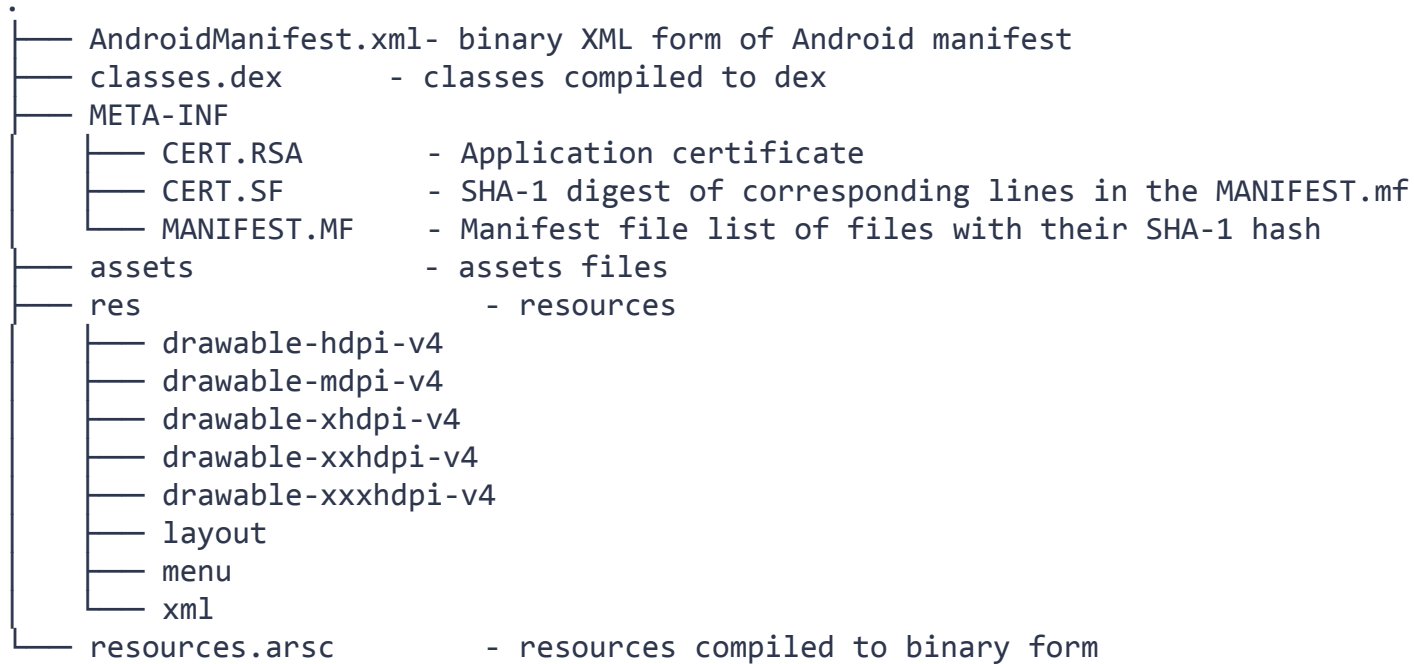 .
├── AndroidManifest.xml- binary XML form of Android manifest
├── classes.dex      - classes compiled to dex
├── META-INF
│   ├── CERT.RSA       - Application certificate
│   ├── CERT.SF        - SHA-1 digest of corresponding lines in the MANIFEST.mf
│   └── MANIFEST.MF    - Manifest file list of files with their SHA-1 hash
├── assets             - assets files
├── res                   - resources
│   ├── drawable-hdpi-v4
│   ├── drawable-mdpi-v4
│   ├── drawable-xhdpi-v4
│   ├── drawable-xxhdpi-v4
│   ├── drawable-xxxhdpi-v4
│   ├── layout
│   ├── menu
│   └── xml
└── resources.arsc        - resources compiled to binary form